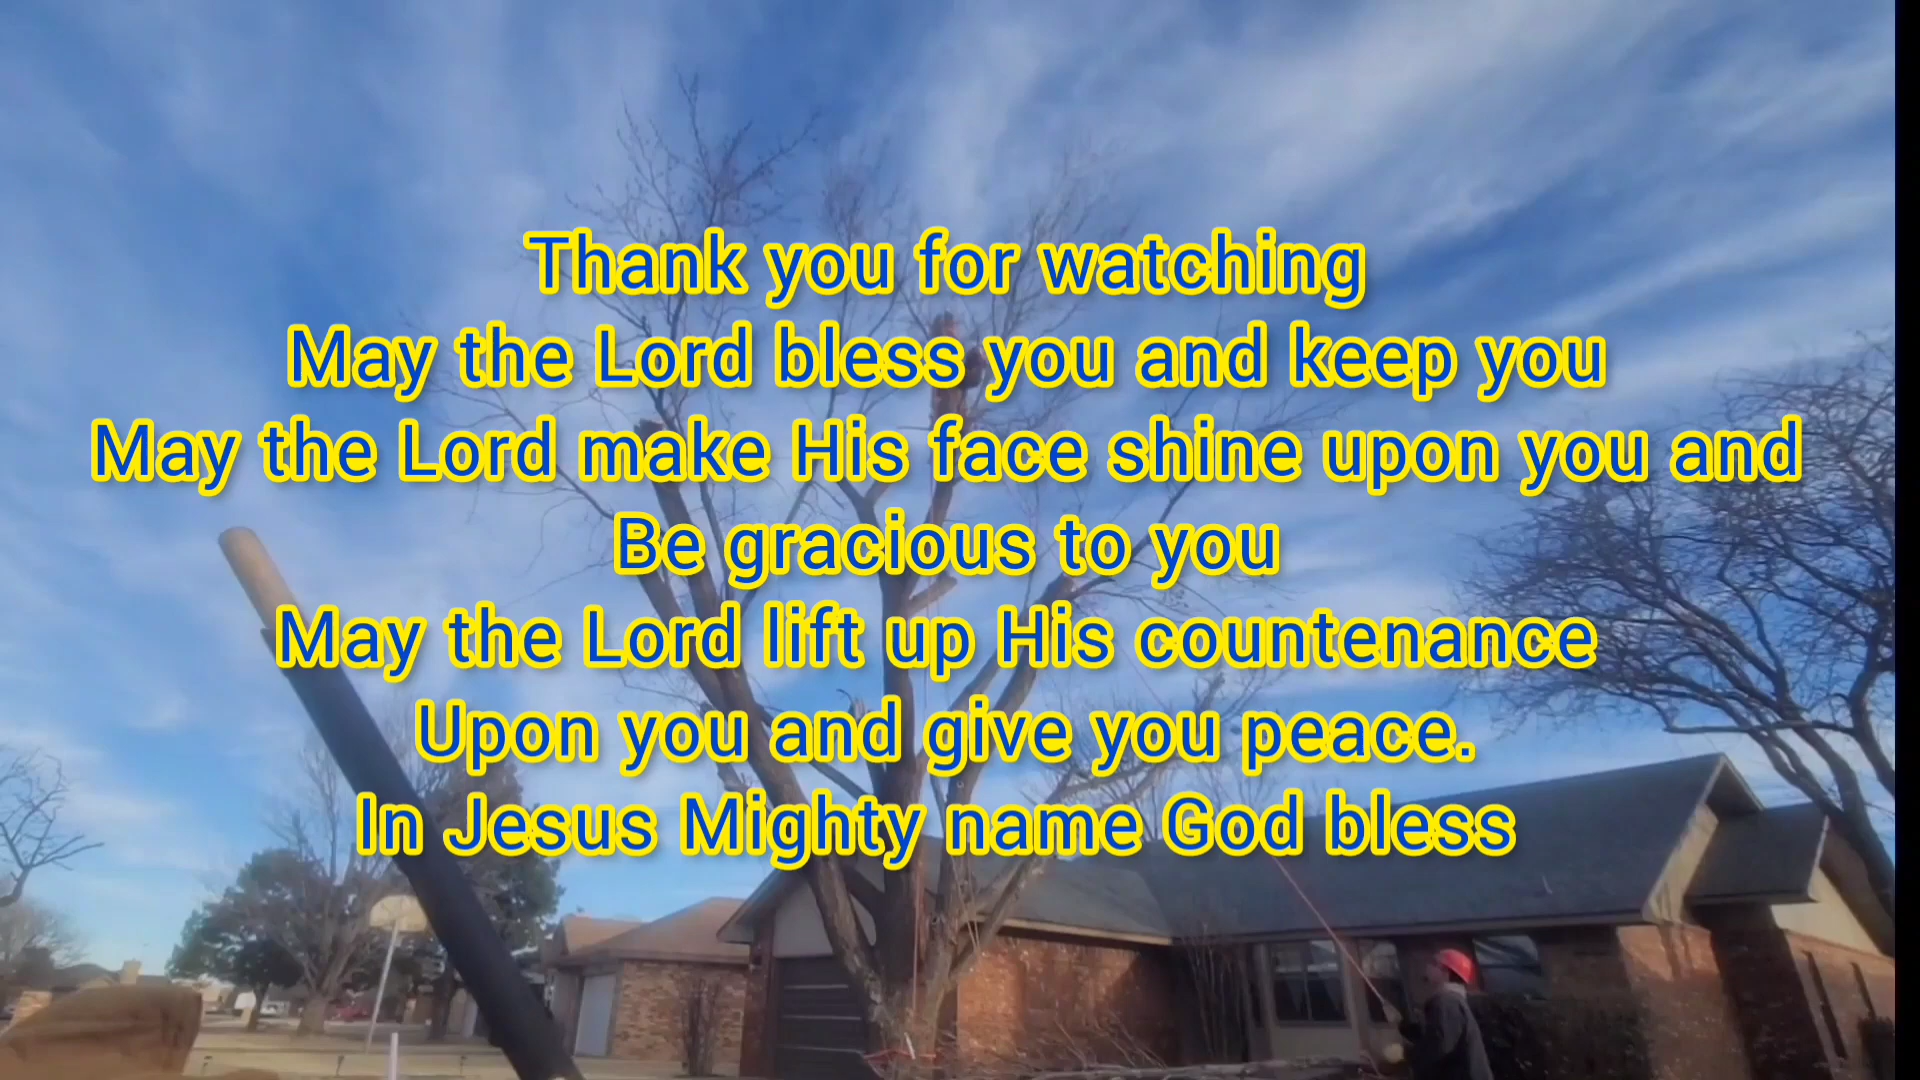 Thank you for watching
May the Lord bless you and keep you
May the Lord make His face shine upon you and
Be gracious to you
May the Lord lift up His countenance
Upon you and give you peace.
In Jesus Mighty name God bless